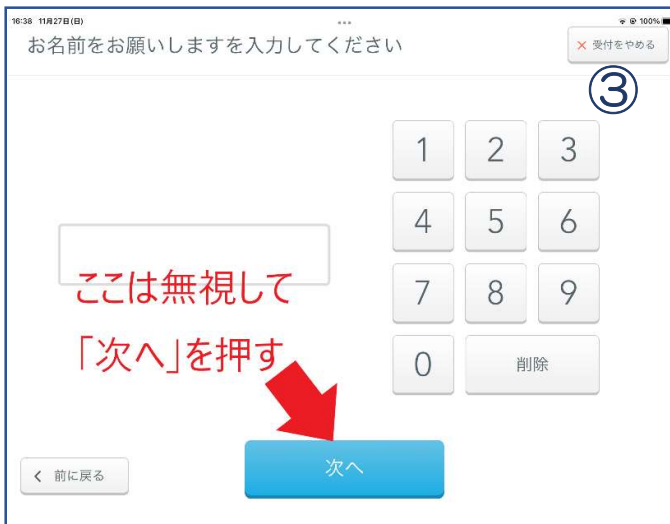 16:38 11月27日(日)
100%
お名前をお願いしますを入力してください
× 受付をやめる
③
1 2 3
4 5 6
ここは無視して
7 8 9
「次へ」を押す
0 削除
< 前に戻る
次へ